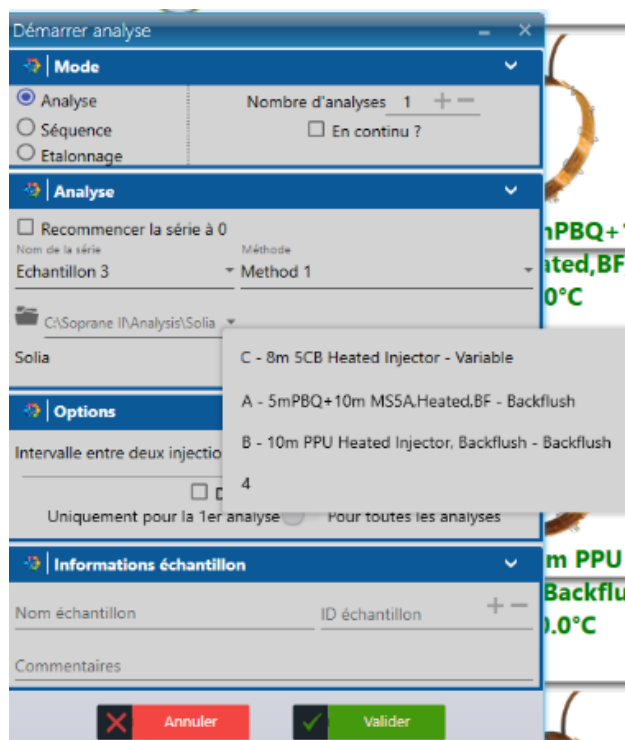 Démarrer analyse
Mode
Analyse
Nombre d'analyses 1
Séquence
En continu ?
Etalonnage
Analyse
Recommencer la série à 0
Nom de la série
Méthode
Echantillon 3
Method 1
C:\Soprane II\Analysis\Solia
Solia
C - 8m 5CB Heated Injector - Variable
A - 5mPBQ+10m MS5A,Heated,BF - Backflush
B - 10m PPU Heated Injector, Backflush - Backflush
4
Options
Intervalle entre deux injectio
Uniquement pour la 1er analyse
Pour toutes les analyses
Informations échantillon
Nom échantillon
ID échantillon
Commentaires
Annuler
Valider
mPBQ+
ated,BF
0°C
m PPU
Backflu
0.0°C